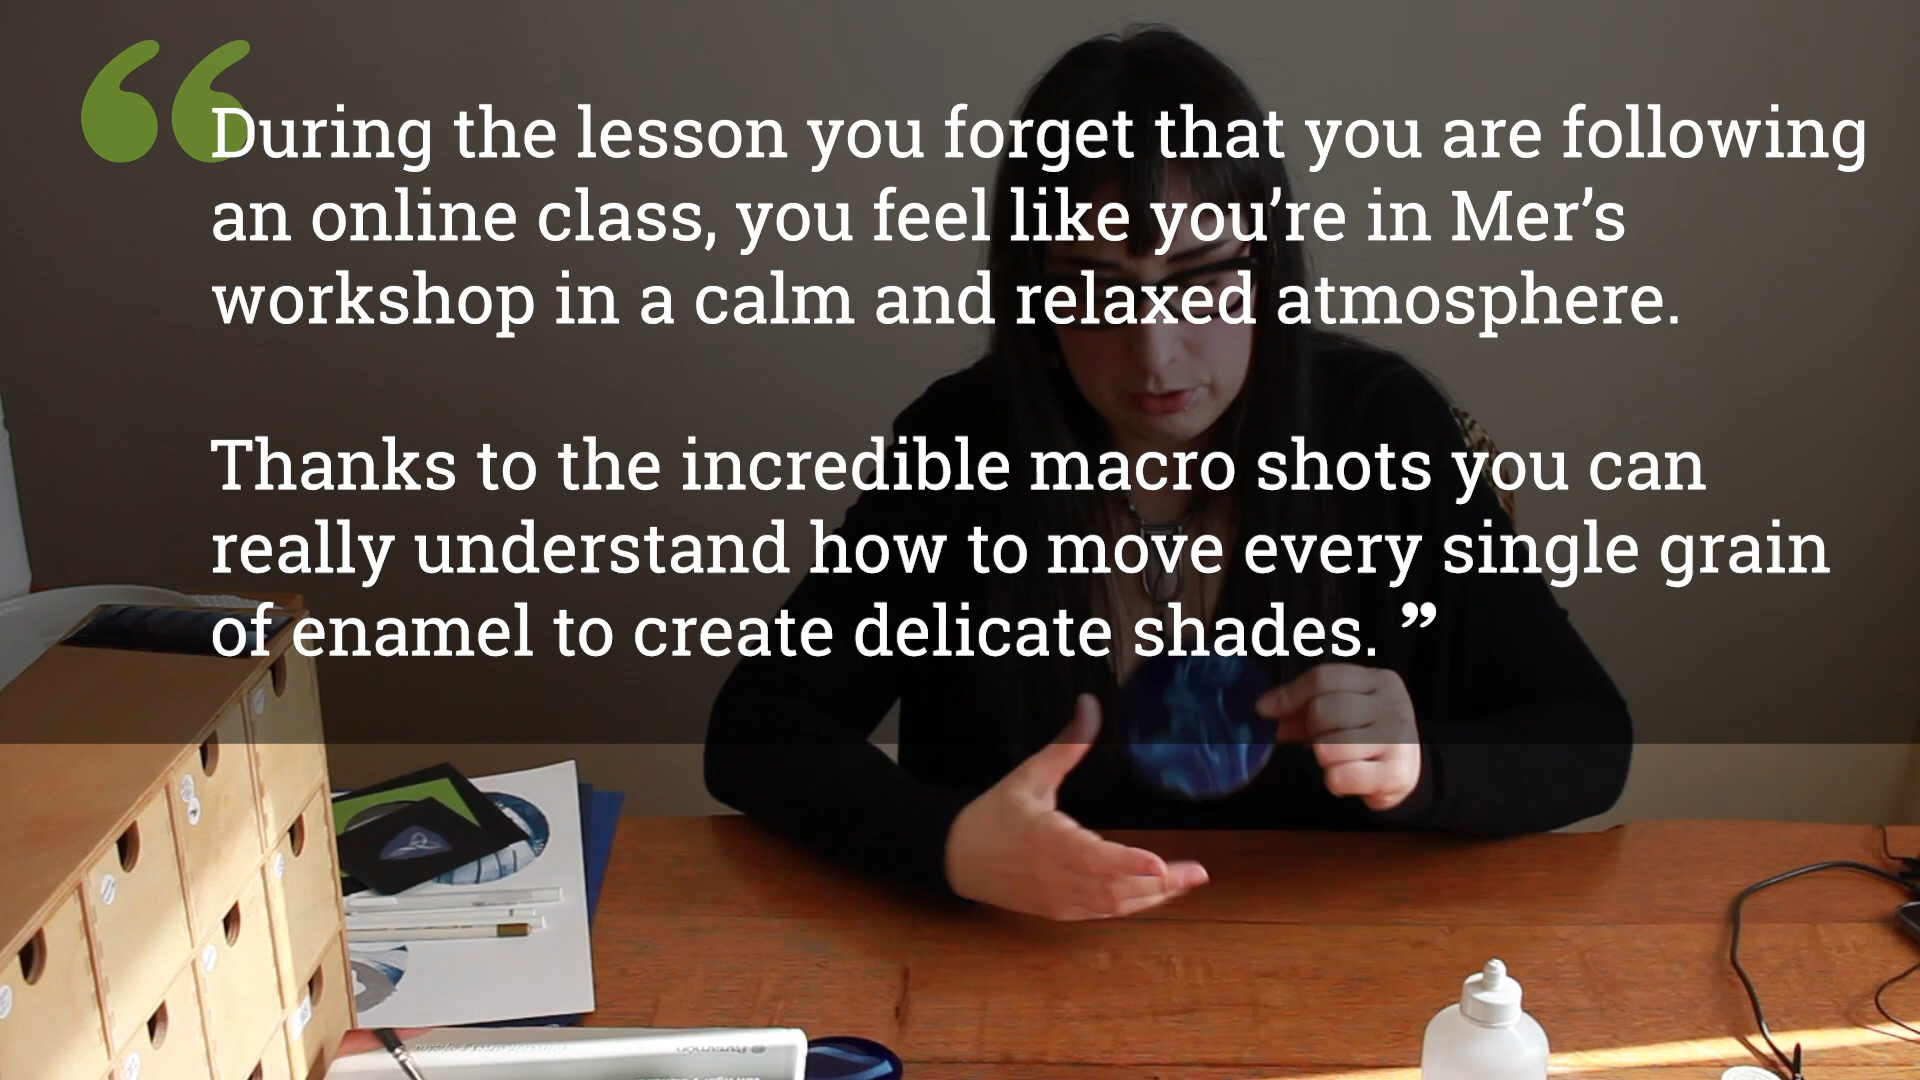 “During the lesson you forget that you are following
an online class, you feel like you’re in Mer’s
workshop in a calm and relaxed atmosphere.
Thanks to the incredible macro shots you can
really understand how to move every single grain
of enamel to create delicate shades. ”